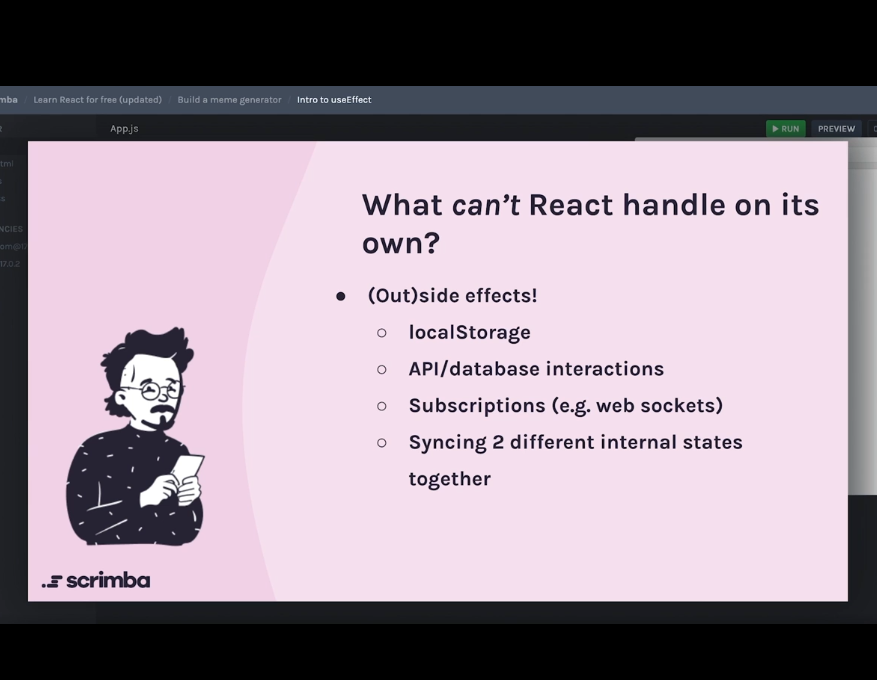 mba / Learn React for free (updated) / Build a meme generator / Intro to useEffect
App.js
RUN
PREVIEW
What can't React handle on its
own?
● (Out)side effects!
○ localStorage
○ API/database interactions
○ Subscriptions (e.g. web sockets)
○ Syncing 2 different internal states
together
tml
s
s
NCIES
om@17
17.0.2
scrimba